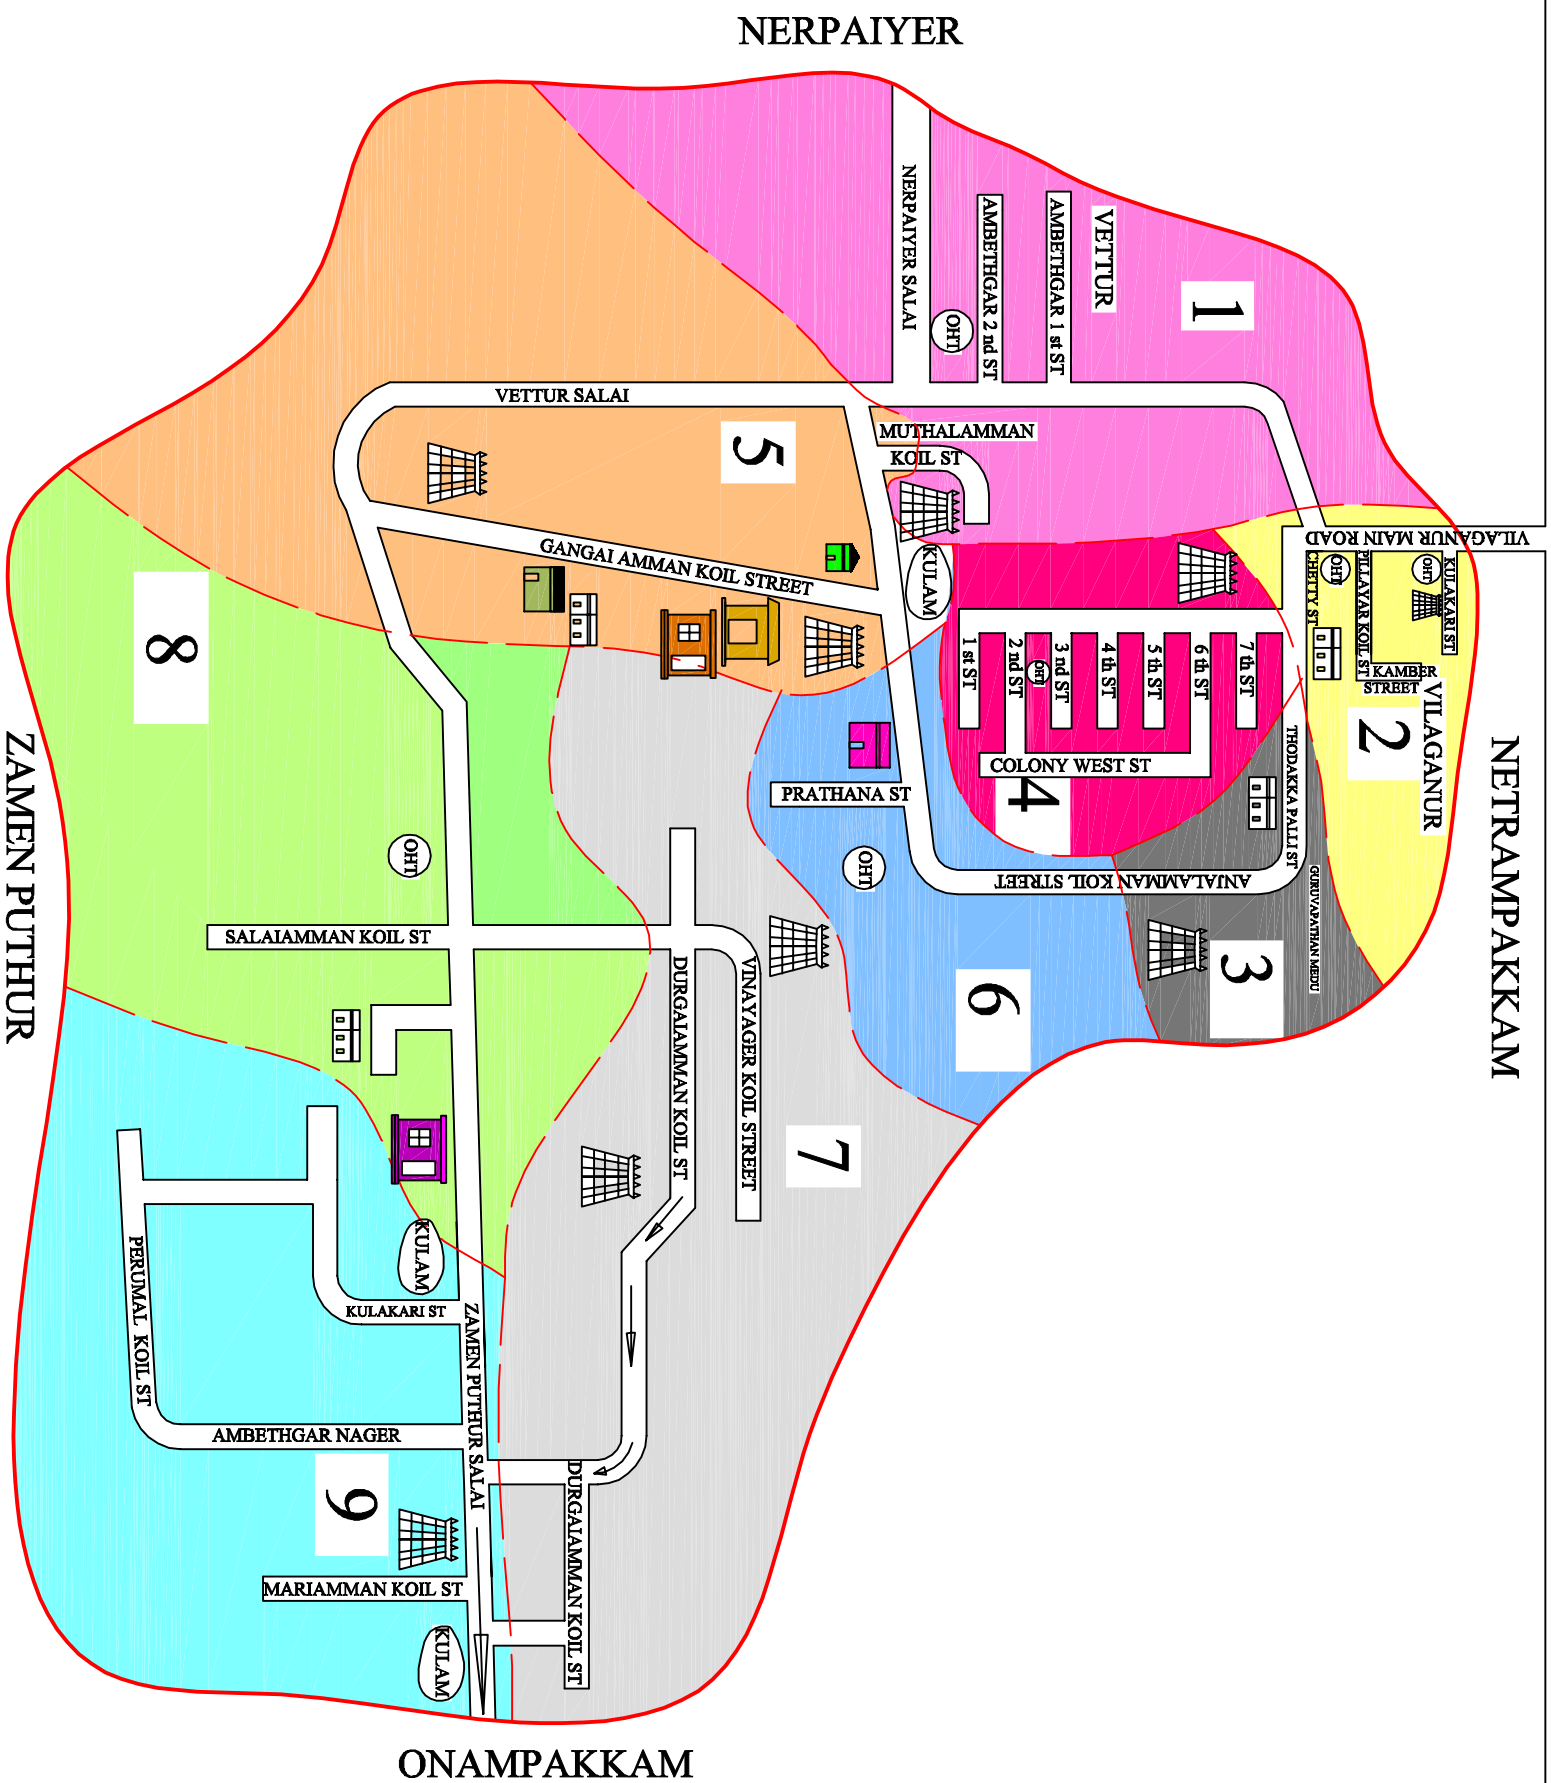 NERPAIYER
NERPAIYER SALAI
AMBETHGAR 2 nd ST
AMBETHGAR 1 st ST
VETTUR
1
OHT
VETTUR SALAI
MUTHALAMMAN
KOIL ST
5
VILAGANUR MAIN ROAD
KULAM
GANGAI AMMAN KOIL STREET
CHETTY ST
OHT
PILLAYAR KOIL ST
OHT
KULAKARI ST
KAMBER
STREET
VILAGANUR
2
1 st ST
2 nd ST
OHT
3 nd ST
4 th ST
5 th ST
6 th ST
7 th ST
COLONY WEST ST
4
THODAKKA PALLI ST
NETRAMPAKKAM
8
ZAMEN PUTHUR
PRATHANA ST
OHT
OHT
ANJALAMMAN KOIL STREET
GURUVAPATHAN MEDU
3
6
SALAIAMMAN KOIL ST
DURGAIAMMAN KOIL ST
VINAYAGER KOIL STREET
7
KULAM
KULAKARI ST
PERUMAL KOIL ST
ZAMEN PUTHUR SALAI
AMBETHGAR NAGER
9
DURGAIAMMAN KOIL ST
MARIAMMAN KOIL ST
KULAM
ONAMPAKKAM